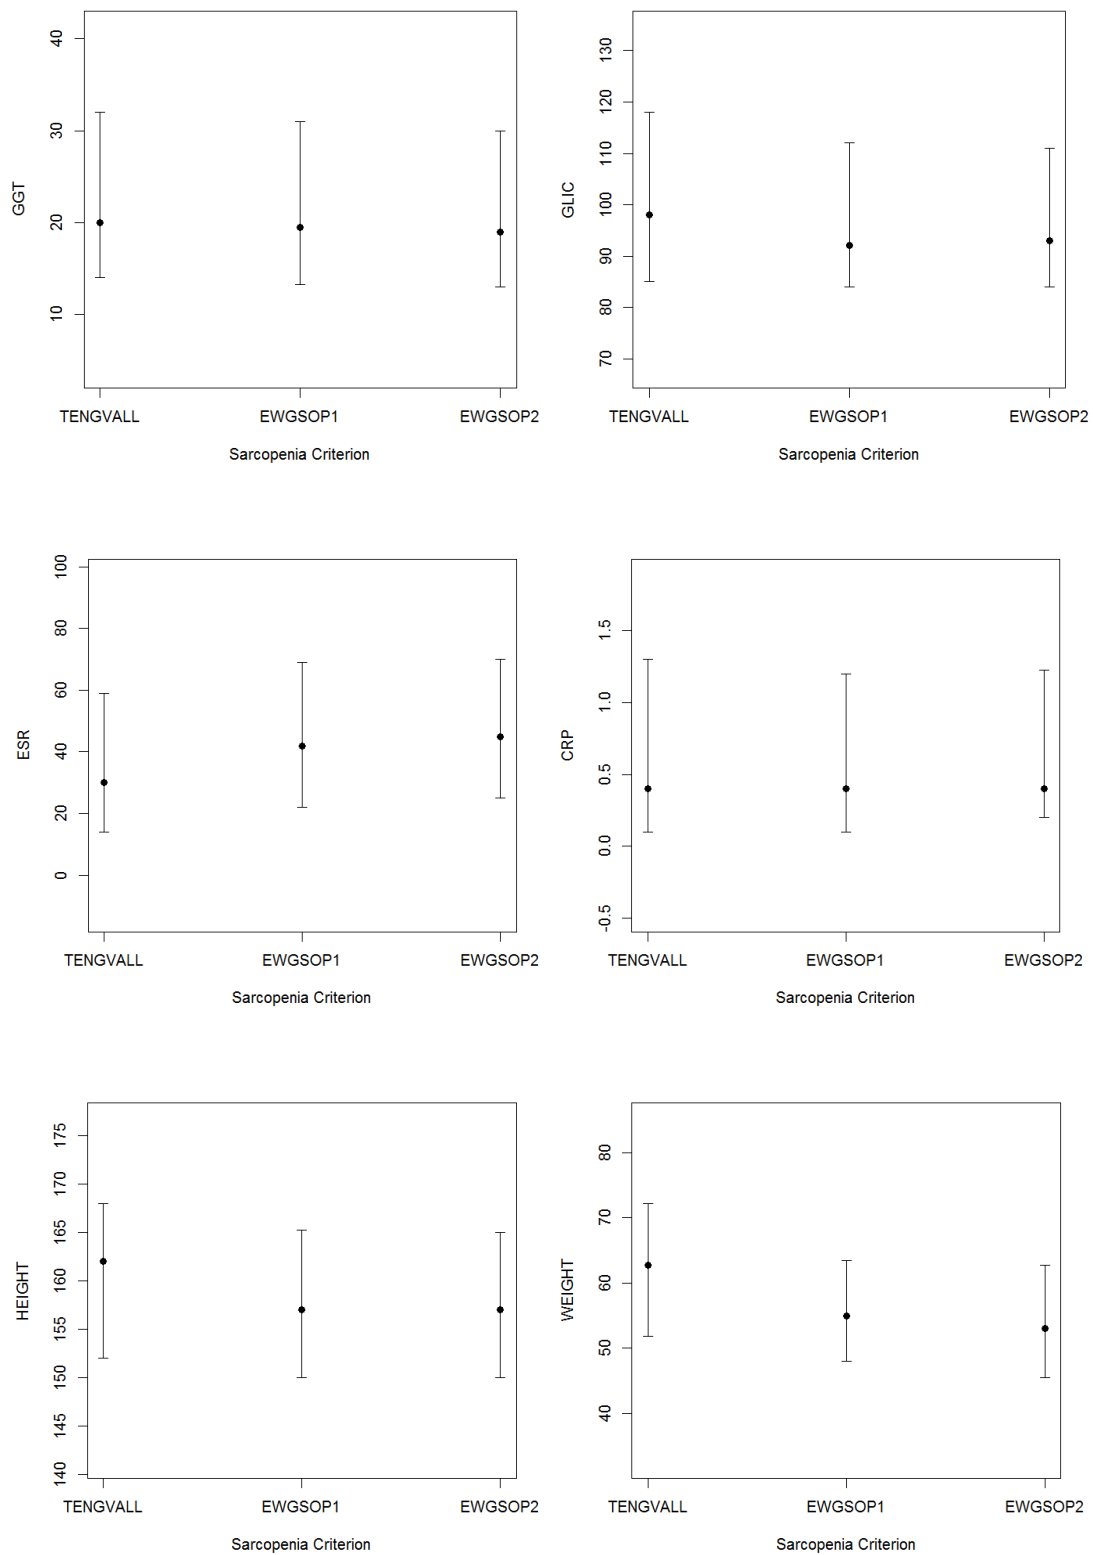 GGT
40
30
20
10
TENGVALL EWGSOP1 EWGSOP2
Sarcopenia Criterion
GLIC
130
120
110
100
90
80
70
TENGVALL EWGSOP1 EWGSOP2
Sarcopenia Criterion
ESR
100
80
60
40
20
0
TENGVALL EWGSOP1 EWGSOP2
Sarcopenia Criterion
CRP
1.5
1.0
0.5
0.0
-0.5
TENGVALL EWGSOP1 EWGSOP2
Sarcopenia Criterion
HEIGHT
175
170
165
160
155
150
145
140
TENGVALL EWGSOP1 EWGSOP2
Sarcopenia Criterion
WEIGHT
80
70
60
50
40
TENGVALL EWGSOP1 EWGSOP2
Sarcopenia Criterion